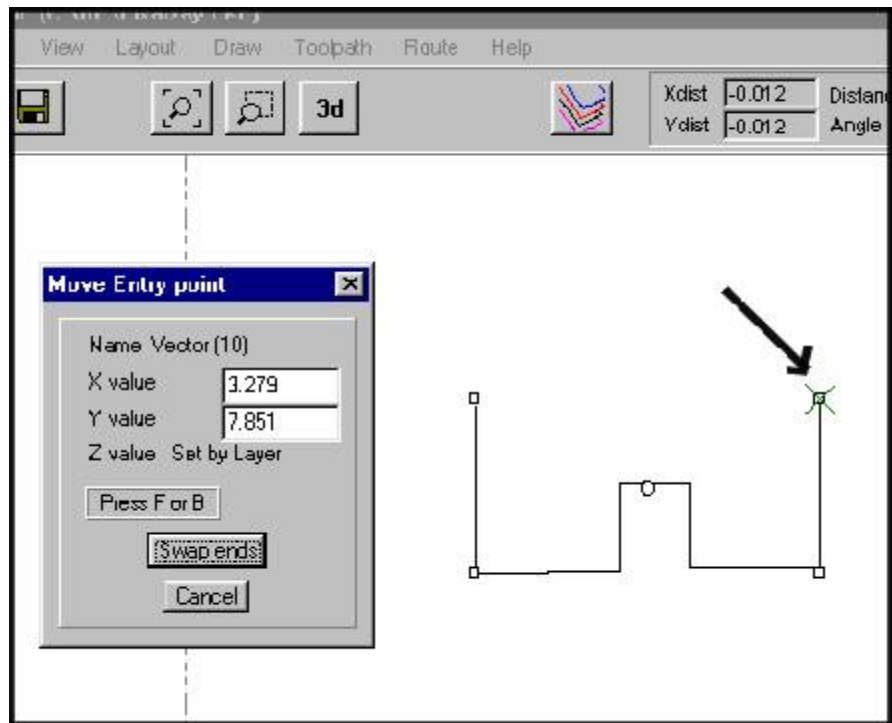 View Layout Draw Toolpath Route Help
3d
Xdist -0.012 Distan
Ydist -0.012 Angle
Move Entry point
Name Vector (10)
X value 3.279
Y value 7.851
Z value Set by Layer
Press F or B
Swap ends
Cancel